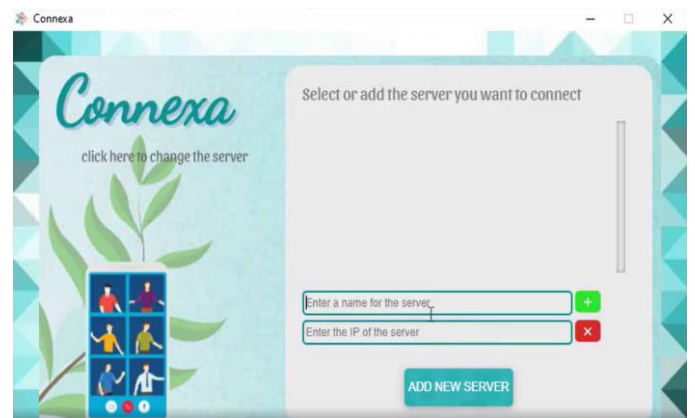 Connexa
Connexa
click here to change the server
Select or add the server you want to connect
Enter a name for the server
+
Enter the IP of the server
X
ADD NEW SERVER